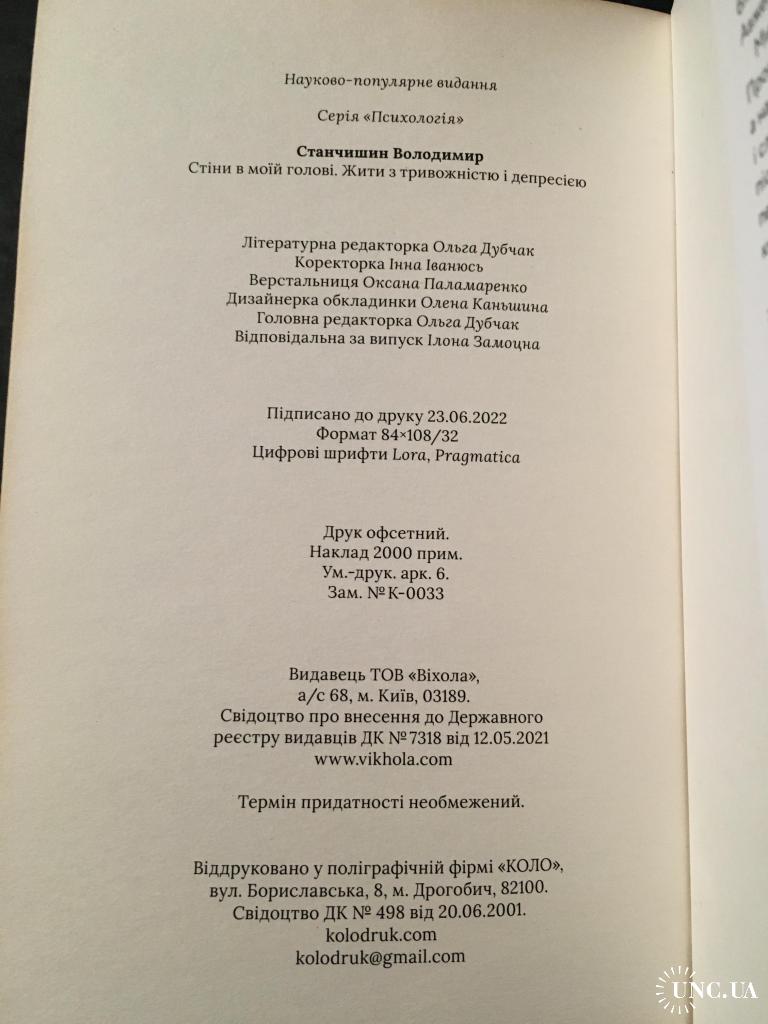 Науково-популярне видання
Серія «Психологія»
Станчишин Володимир
Стіни в моїй голові. Жити з тривожністю і депресією
Літературна редакторка Ольга Дубчак
Коректорка Інна Іванюсь
Верстальниця Оксана Паламаренко
Дизайнерка обкладинки Олена Каньшина
Головна редакторка Ольга Дубчак
Відповідальна за випуск Ілона Замоцна
Підписано до друку 23.06.2022
Формат 84×108/32
Цифрові шрифти Lora, Pragmatica
Друк офсетний.
Наклад 2000 прим.
Ум.-друк. арк. 6.
Зам. № К-0033
Видавець ТОВ «Віхола»,
а/с 68, м. Київ, 03189.
Свідоцтво про внесення до Державного
реєстру видавців ДК № 7318 від 12.05.2021
www.vikhola.com
Термін придатності необмежений.
Віддруковано у поліграфічній фірмі «КОЛО»,
вул. Бориславська, 8, м. Дрогобич, 82100.
Свідоцтво ДК № 498 від 20.06.2001.
kolodruk.com
kolodruk@gmail.com
UNC.UA